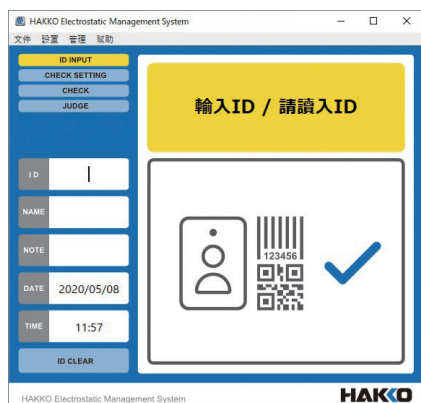 HAKKO Electrostatic Management System
文件 設置 管理 幫助
ID INPUT
CHECK SETTING
CHECK
JUDGE
輸入ID / 請讀入ID
ID
NAME
NOTE
DATE 2020/05/08
TIME 11:57
ID CLEAR
123456
HAKKO Electrostatic Management System
HAKKO